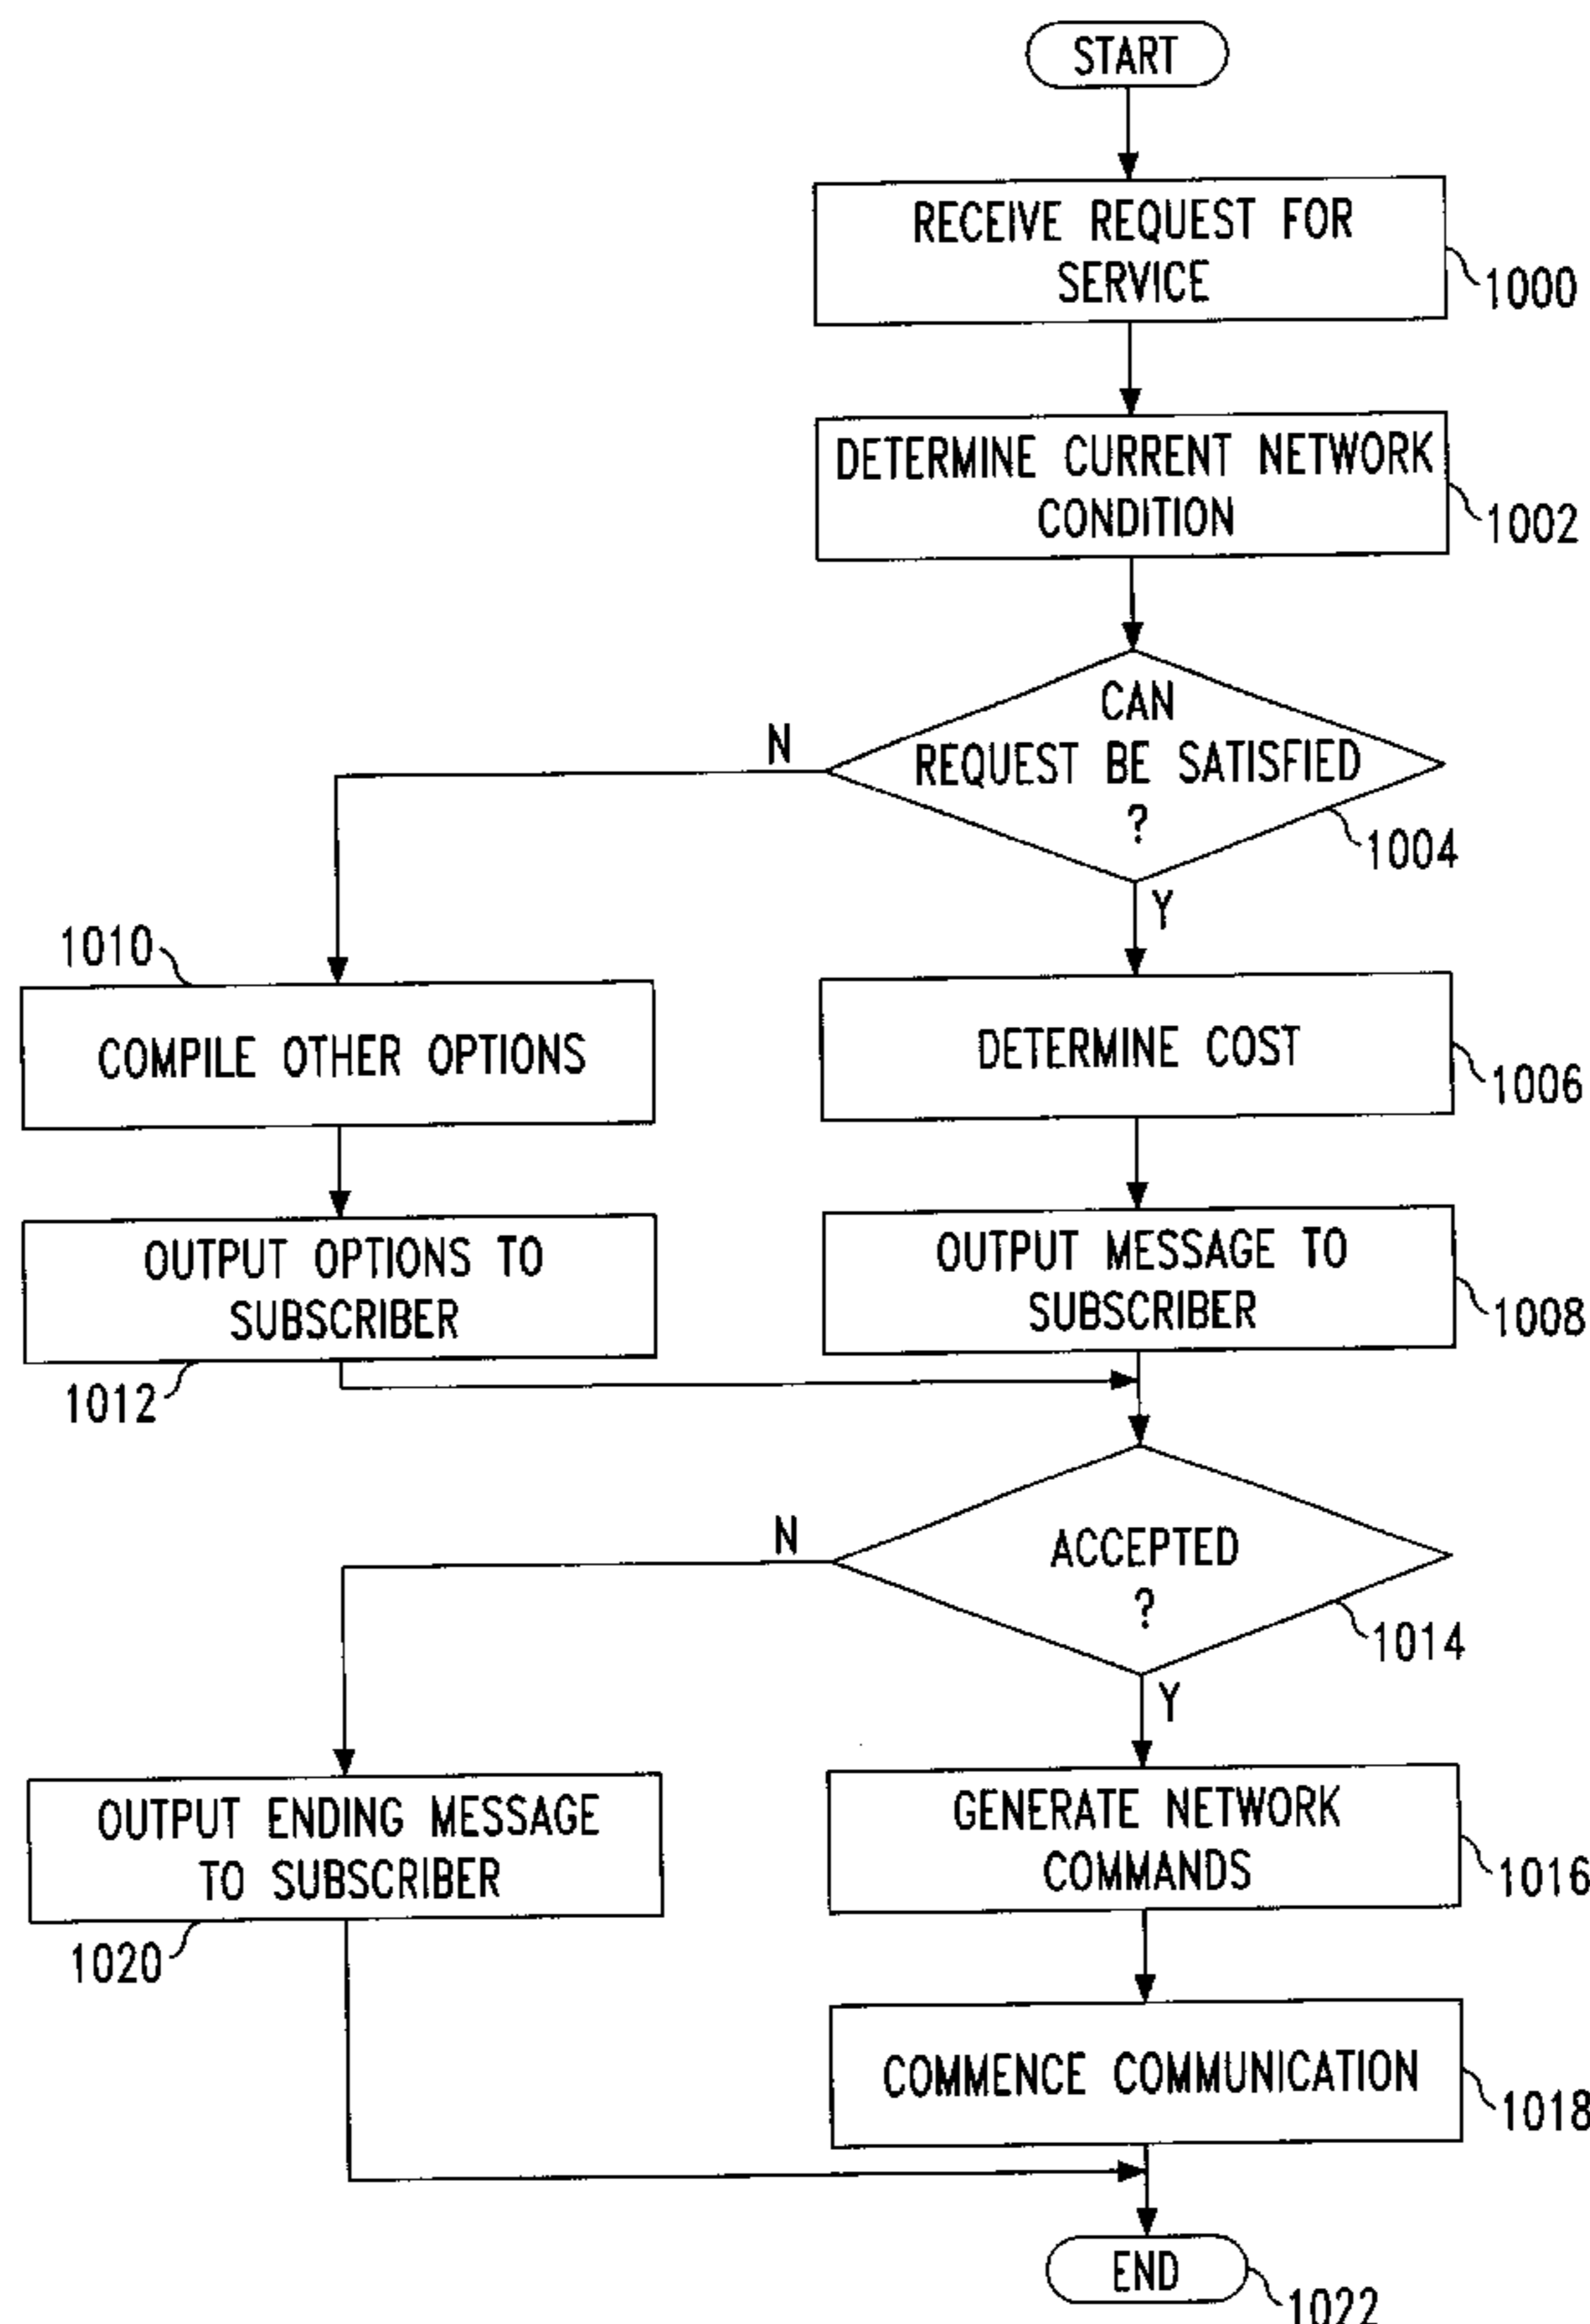 START
RECEIVE REQUEST FOR
SERVICE
1000
DETERMINE CURRENT NETWORK
CONDITION
1002
CAN
REQUEST BE SATISFIED
?
1004
N
Y
1010
COMPILE OTHER OPTIONS
DETERMINE COST
1006
OUTPUT OPTIONS TO
SUBSCRIBER
1012
OUTPUT MESSAGE TO
SUBSCRIBER
1008
ACCEPTED
?
1014
N
Y
OUTPUT ENDING MESSAGE
TO SUBSCRIBER
1020
GENERATE NETWORK
COMMANDS
1016
COMMENCE COMMUNICATION
1018
END
1022